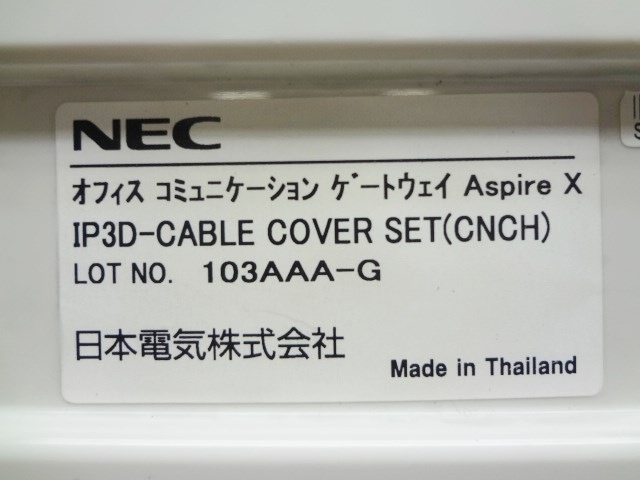 NEC
オフィス コミュニケーション ゲートウェイ Aspire X
IP3D-CABLE COVER SET(CNCH)
LOT NO. 103AAA-G
日本電気株式会社
Made in Thailand